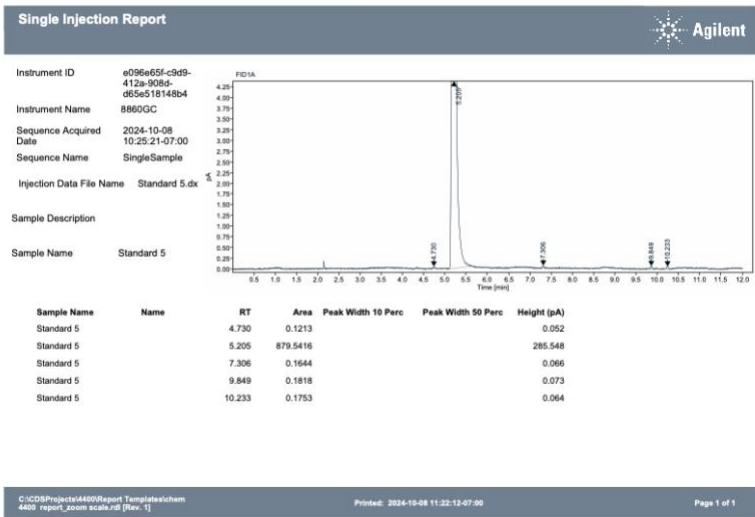 Single Injection Report
Agilent
Instrument ID e096e65f-c9d9-
412a-908d-
d65e518148b4
Instrument Name 8860GC
Sequence Acquired 2024-10-08
Date 10:25:21-07:00
Sequence Name SingleSample
Injection Data File Name Standard 5.dx
Sample Description
Sample Name Standard 5
FID1A
pA
4.25
4.00
3.75
3.50
3.25
3.00
2.75
2.50
2.25
2.00
1.75
1.50
1.25
1.00
0.75
0.50
0.25
0.00
4.730
5.205
7.306
9.849
10.233
0.5 1.0 1.5 2.0 2.5 3.0 3.5 4.0 4.5 5.0 5.5 6.0 6.5 7.0 7.5 8.0 8.5 9.0 9.5 10.0 10.5 11.0 11.5 12.0
Time [min]
Sample Name Name RT Area Peak Width 10 Perc Peak Width 50 Perc Height (pA)
Standard 5 4.730 0.1213 0.052
Standard 5 5.205 879.5416 285.548
Standard 5 7.306 0.1644 0.066
Standard 5 9.849 0.1818 0.073
Standard 5 10.233 0.1753 0.064
C:\CDSProjects\4400\Report Templates\chem
4400 report_zoom scale.rdl [Rev. 1]
Printed: 2024-10-08 11:22:12-07:00
Page 1 of 1